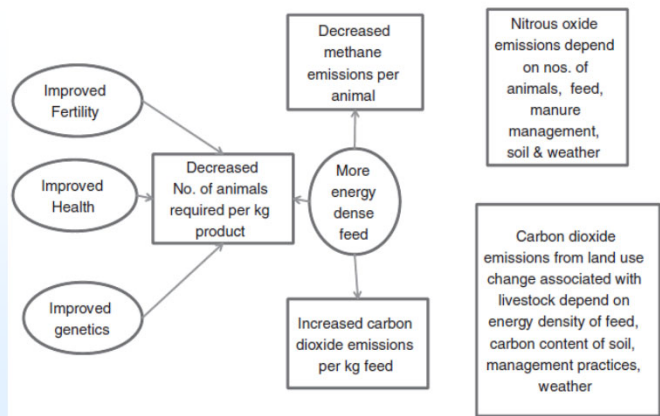 Improved
Fertility
Improved
Health
Improved
genetics
Decreased
No. of animals
required per kg
product
Decreased
methane
emissions per
animal
More
energy
dense
feed
Increased carbon
dioxide emissions
per kg feed
Nitrous oxide
emissions depend
on nos. of
animals, feed,
manure
management,
soil & weather
Carbon dioxide
emissions from land use
change associated with
livestock depend on
energy density of feed,
carbon content of soil,
management practices,
weather